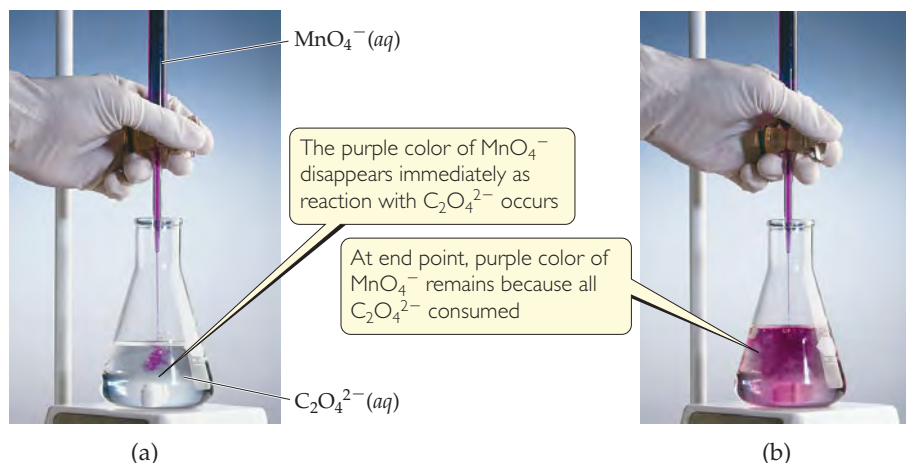 MnO₄⁻(aq)
The purple color of MnO₄⁻
disappears immediately as
reaction with C₂O₄²⁻ occurs
At end point, purple color of
MnO₄⁻ remains because all
C₂O₄²⁻ consumed
C₂O₄²⁻(aq)
(a)
(b)